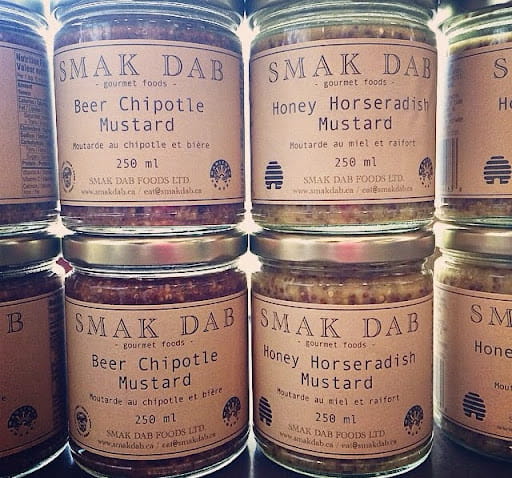 SMAK DAB
- gourmet foods -
Beer Chipotle
Mustard
Moutarde au chipotle et bière
250 ml
SMAK DAB FOODS LTD.
www.smakdab.ca / eat@smakdab.ca
SMAK DAB
- gourmet foods -
Honey Horseradish
Mustard
Moutarde au miel et raifort
250 ml
SMAK DAB FOODS LTD.
www.smakdab.ca / eat@smakdab.ca
B
SMAK DAB
- gourmet foods -
Beer Chipotle
Mustard
Moutarde au chipotle et bière
250 ml
SMAK DAB FOODS LTD.
www.smakdab.ca / eat@smakdab.ca
SMAK DAB
- gourmet foods -
Honey Horseradish
Mustard
Moutarde au miel et raifort
250 ml
SMAK DAB FOODS LTD.
www.smakdab.ca / eat@smakdab.ca